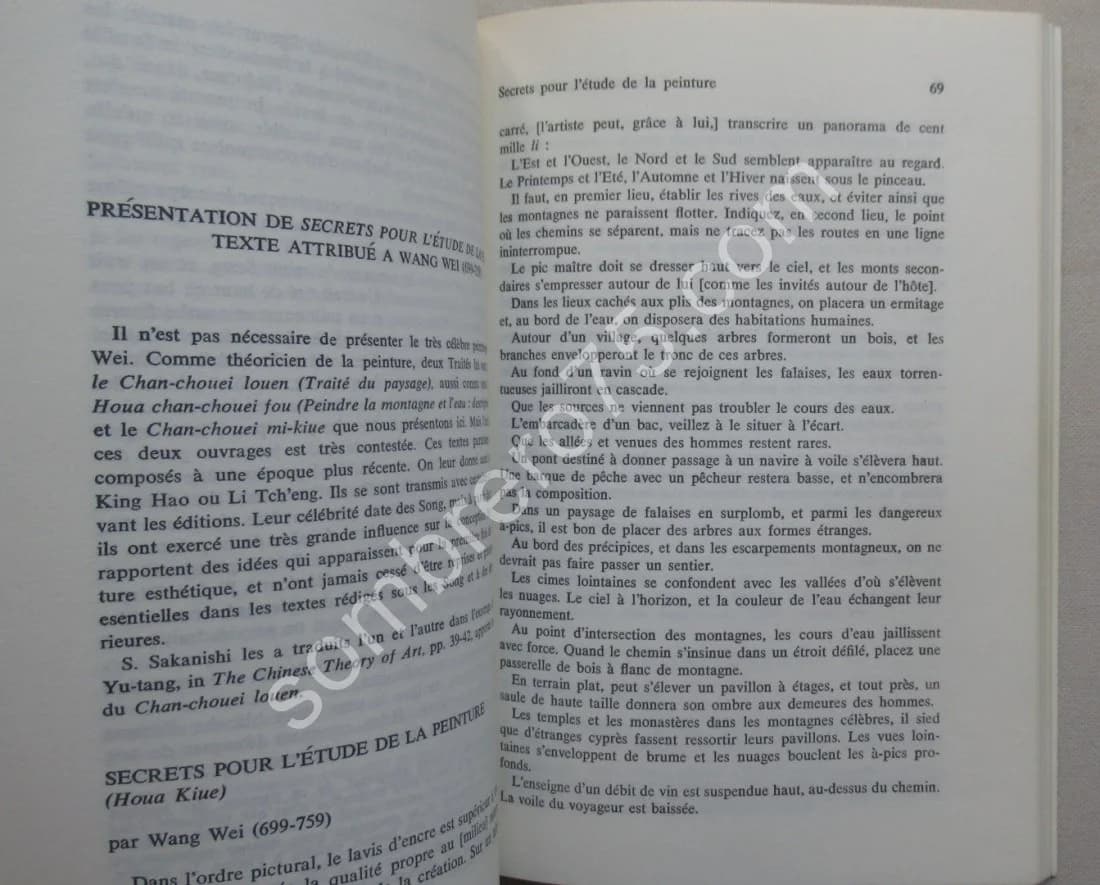 PRÉSENTATION DE SECRETS POUR L'ÉTUDE DE LA
TEXTE ATTRIBUÉ A WANG WEI (699-759)
Il n'est pas nécessaire de présenter le très célèbre
Wei. Comme théoricien de la peinture, deux Traités lui
le Chan-chouei louen (Traité du paysage), aussi connu
Houa chan-chouei fou (Peindre la montagne et l'eau :
et le Chan-chouei mi-kiue que nous présentons ici. Mais
ces deux ouvrages est très contestée. Ces textes
composés à une époque plus récente. On leur donne
King Hao ou Li Tch'eng. Ils se sont transmis avec
vant les éditions. Leur célébrité date des Song, mais
ils ont exercé une très grande influence sur la
rapportent des idées qui apparaissent pour la première
ture esthétique, et n'ont jamais cessé d'être reprises
esentielles dans les textes rédigés sous les Song et
rieures.
S. Sakanishi les a traduits l'un et l'autre dans
Yu-tang, in The Chinese Theory of Art, pp. 39-42,
du Chan-chouei louen.
SECRETS POUR L'ÉTUDE DE LA PEINTURE
(Houa Kiue)
par Wang Wei (699-759)
Dans l'ordre pictural, le lavis d'encre est supérieur à
la qualité propre au [milieu]
la création. Sur un
Secrets pour l'étude de la peinture 69
carré, [l'artiste peut, grâce à lui,] transcrire un panorama de cent
mille li :
L'Est et l'Ouest, le Nord et le Sud semblent apparaître au regard.
Le Printemps et l'Eté, l'Automne et l'Hiver naissent sous le pinceau.
Il faut, en premier lieu, établir les rives des eaux, et éviter ainsi que
les montagnes ne paraissent flotter. Indiquez, en second lieu, le point
où les chemins se séparent, mais ne tracez pas les routes en une ligne
ininterrompue.
Le pic maître doit se dresser haut vers le ciel, et les monts secon-
daires s'empresser autour de lui [comme les invités autour de l'hôte].
Dans les lieux cachés aux plis des montagnes, on placera un ermitage
et, au bord de l'eau, on disposera des habitations humaines.
Autour d'un village, quelques arbres formeront un bois, et les
branches envelopperont le tronc de ces arbres.
Au fond d'un ravin où se rejoignent les falaises, les eaux torren-
tueuses jailliront en cascade.
Que les sources ne viennent pas troubler le cours des eaux.
L'embarcadère d'un bac, veillez à le situer à l'écart.
Que les allées et venues des hommes restent rares.
Un pont destiné à donner passage à un navire à voile s'élèvera haut.
Une barque de pêche avec un pêcheur restera basse, et n'encombrera
pas la composition.
Dans un paysage de falaises en surplomb, et parmi les dangereux
à-pics, il est bon de placer des arbres aux formes étranges.
Au bord des précipices, et dans les escarpements montagneux, on ne
devrait pas faire passer un sentier.
Les cimes lointaines se confondent avec les vallées d'où s'élèvent
les nuages. Le ciel à l'horizon, et la couleur de l'eau échangent leur
rayonnement.
Au point d'intersection des montagnes, les cours d'eau jaillissent
avec force. Quand le chemin s'insinue dans un étroit défilé, placez une
passerelle de bois à flanc de montagne.
En terrain plat, peut s'élever un pavillon à étages, et tout près, un
saule de haute taille donnera son ombre aux demeures des hommes.
Les temples et les monastères dans les montagnes célèbres, il sied
que d'étranges cyprès fassent ressortir leurs pavillons. Les vues loin-
taines s'enveloppent de brume et les nuages bouclent les à-pics pro-
fonds.
L'enseigne d'un débit de vin est suspendue haut, au-dessus du chemin.
La voile du voyageur est baissée.
sombrero75.com